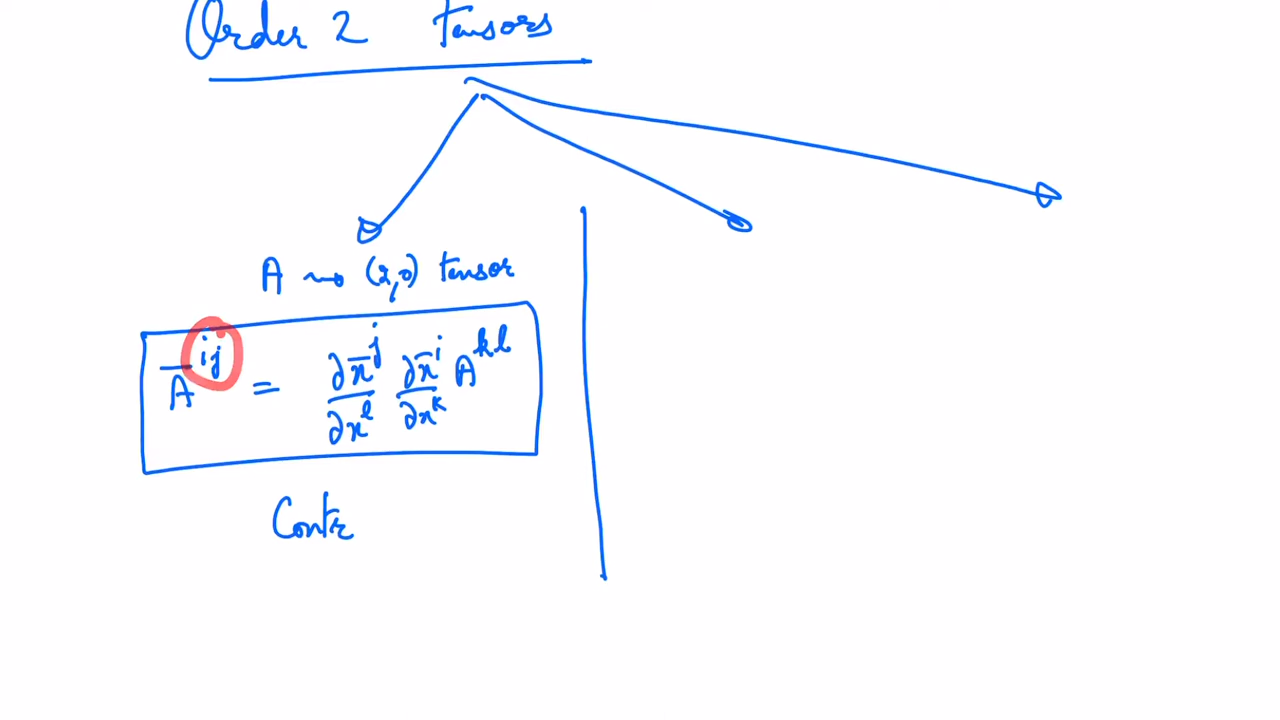 Order 2 tensors
A ⇝ (2,0) tensor
A̅^{ij} = ∂x̅^j/∂x^l ∂x̅^i/∂x^k A^{kl}
Contr